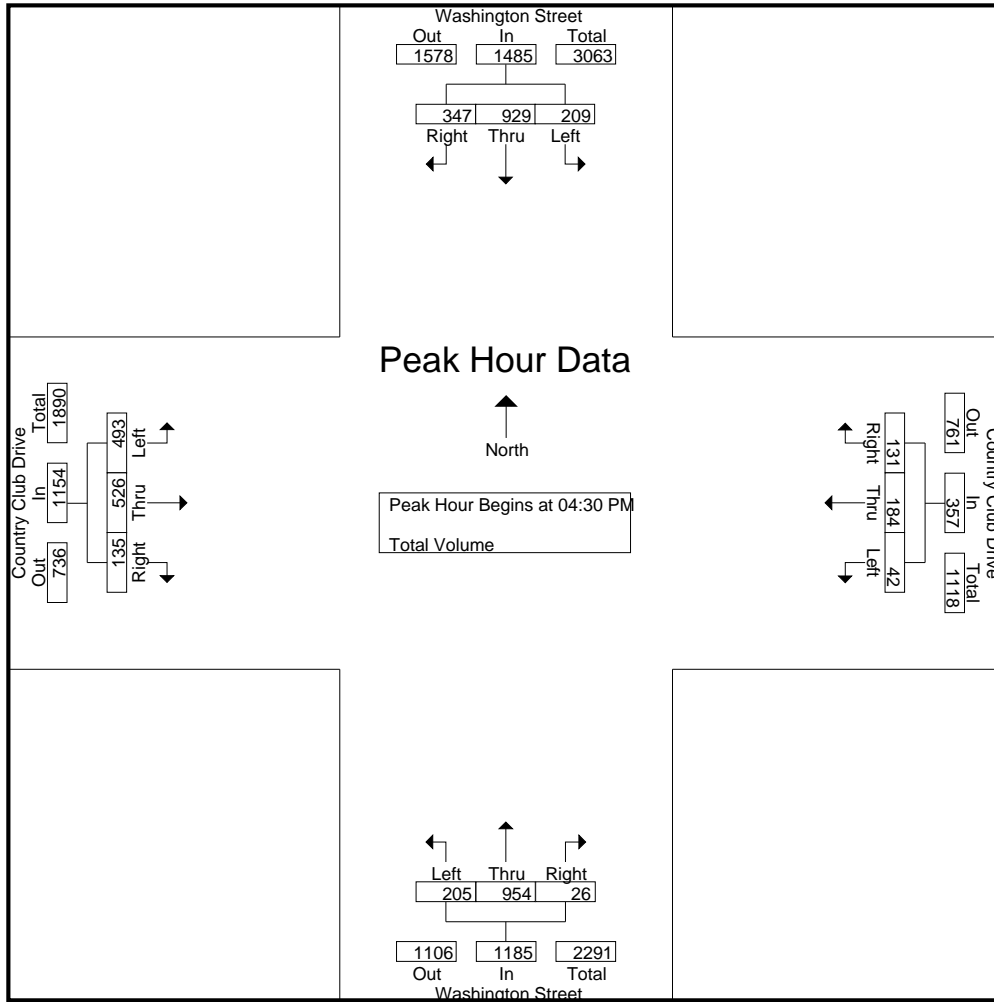 Washington Street
Out In Total
1578 1485 3063
347 929 209
Right Thru Left
Peak Hour Data
North
Peak Hour Begins at 04:30 PM
Total Volume
Country Club Drive
Out In Total
736 1154 1890
135 526 493
Right Thru Left
Country Club Drive
Out In Total
761 357 1118
131 184 42
Right Thru Left
Left Thru Right
205 954 26
1106 1185 2291
Out In Total
Washington Street